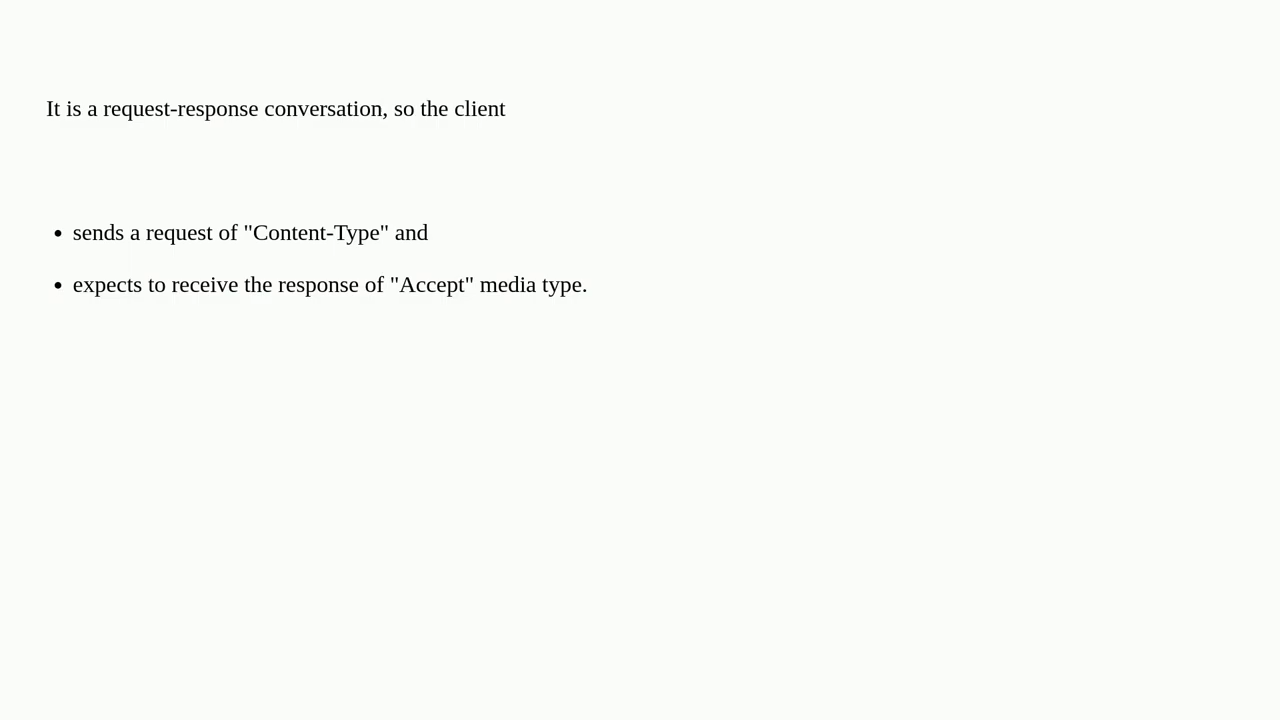 It is a request-response conversation, so the client
• sends a request of "Content-Type" and
• expects to receive the response of "Accept" media type.